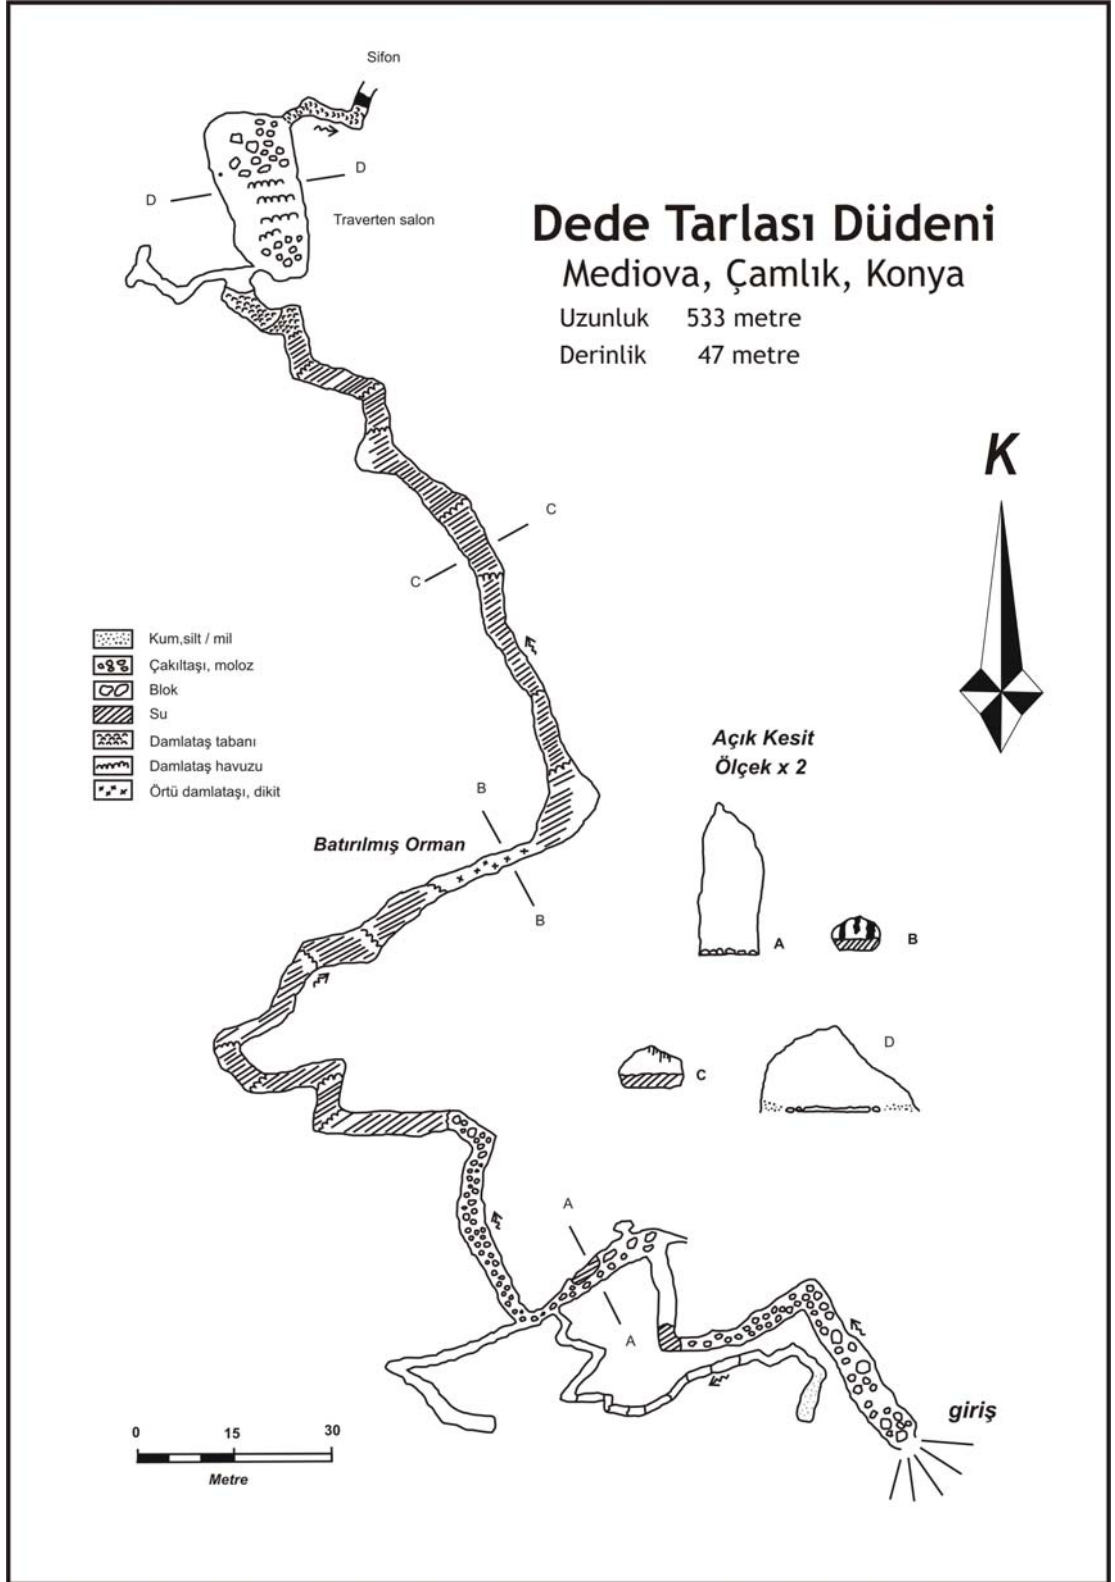 Sifon
D
D
Traverten salon
Dede Tarlası Düdeni
Mediova, Çamlık, Konya
Uzunluk 533 metre
Derinlik 47 metre
K
C
C
Kum,silt / mil
Çakıltaşı, moloz
Blok
Su
Damlataş tabanı
Damlataş havuzu
Örtü damlataşı, dikit
Açık Kesit
Ölçek x 2
B
Batırılmış Orman
B
A
B
C
D
A
A
giriş
0 15 30
Metre